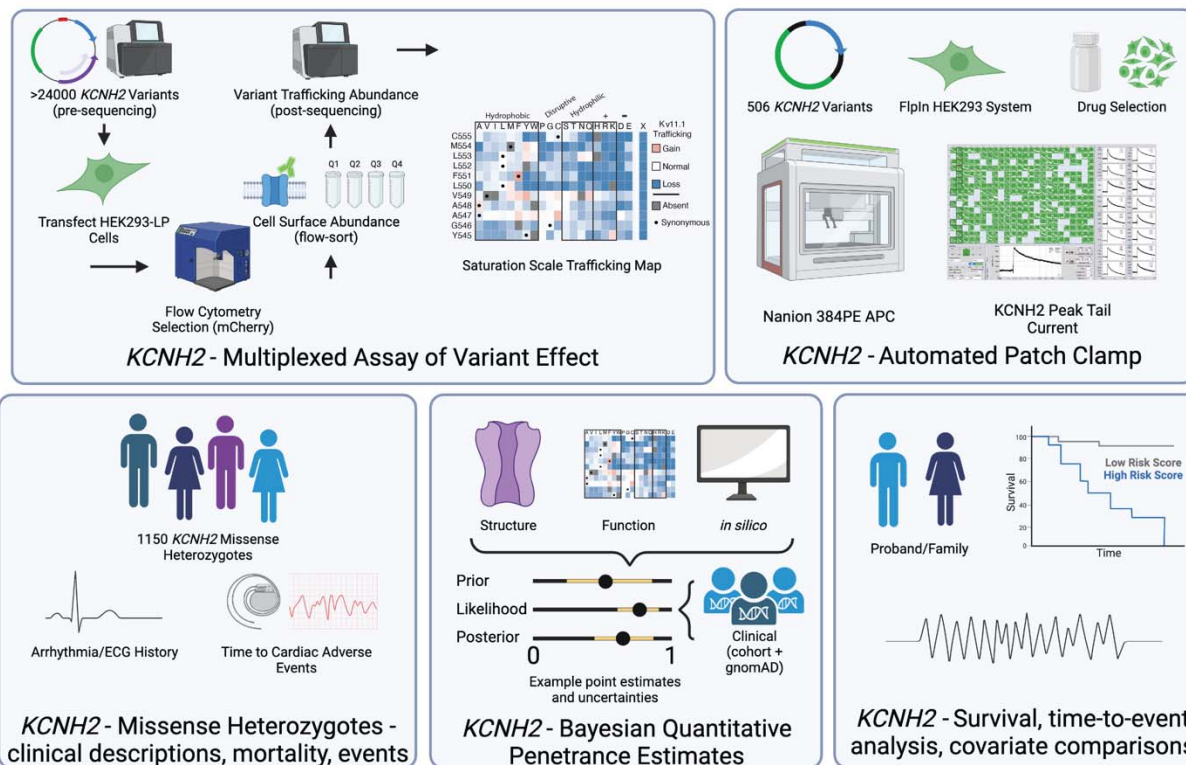 >24000 KCNH2 Variants
(pre-sequencing)
Transfect HEK293-LP
Cells
Flow Cytometry
Selection (mCherry)
Cell Surface Abundance
(flow-sort)
Q1 Q2 Q3 Q4
Variant Trafficking Abundance
(post-sequencing)
Hydrophobic Disruptive Hydrophilic + -
A V I L M F Y W P G C S T N Q H R K D E X
C555
M554
L553
L552
F551
L550
V549
A548
A547
G546
Y545
Kv11.1
Trafficking
Gain
Normal
Loss
Absent
Synonymous
Saturation Scale Trafficking Map
KCNH2 - Multiplexed Assay of Variant Effect
506 KCNH2 Variants
FlpIn HEK293 System
Drug Selection
Nanion 384PE APC
KCNH2 Peak Tail
Current
KCNH2 - Automated Patch Clamp
1150 KCNH2 Missense
Heterozygotes
Arrhythmia/ECG History
Time to Cardiac Adverse
Events
KCNH2 - Missense Heterozygotes -
clinical descriptions, mortality, events
Structure
Function
A V I L M F Y W P G C S T N Q H R K D E
in silico
Prior
Likelihood
Posterior
0 1
Example point estimates
and uncertainties
Clinical
(cohort +
gnomAD)
KCNH2 - Bayesian Quantitative
Penetrance Estimates
Proband/Family
Survival
100
80
60
40
20
0
Low Risk Score
High Risk Score
Time
KCNH2 - Survival, time-to-event
analysis, covariate comparisons